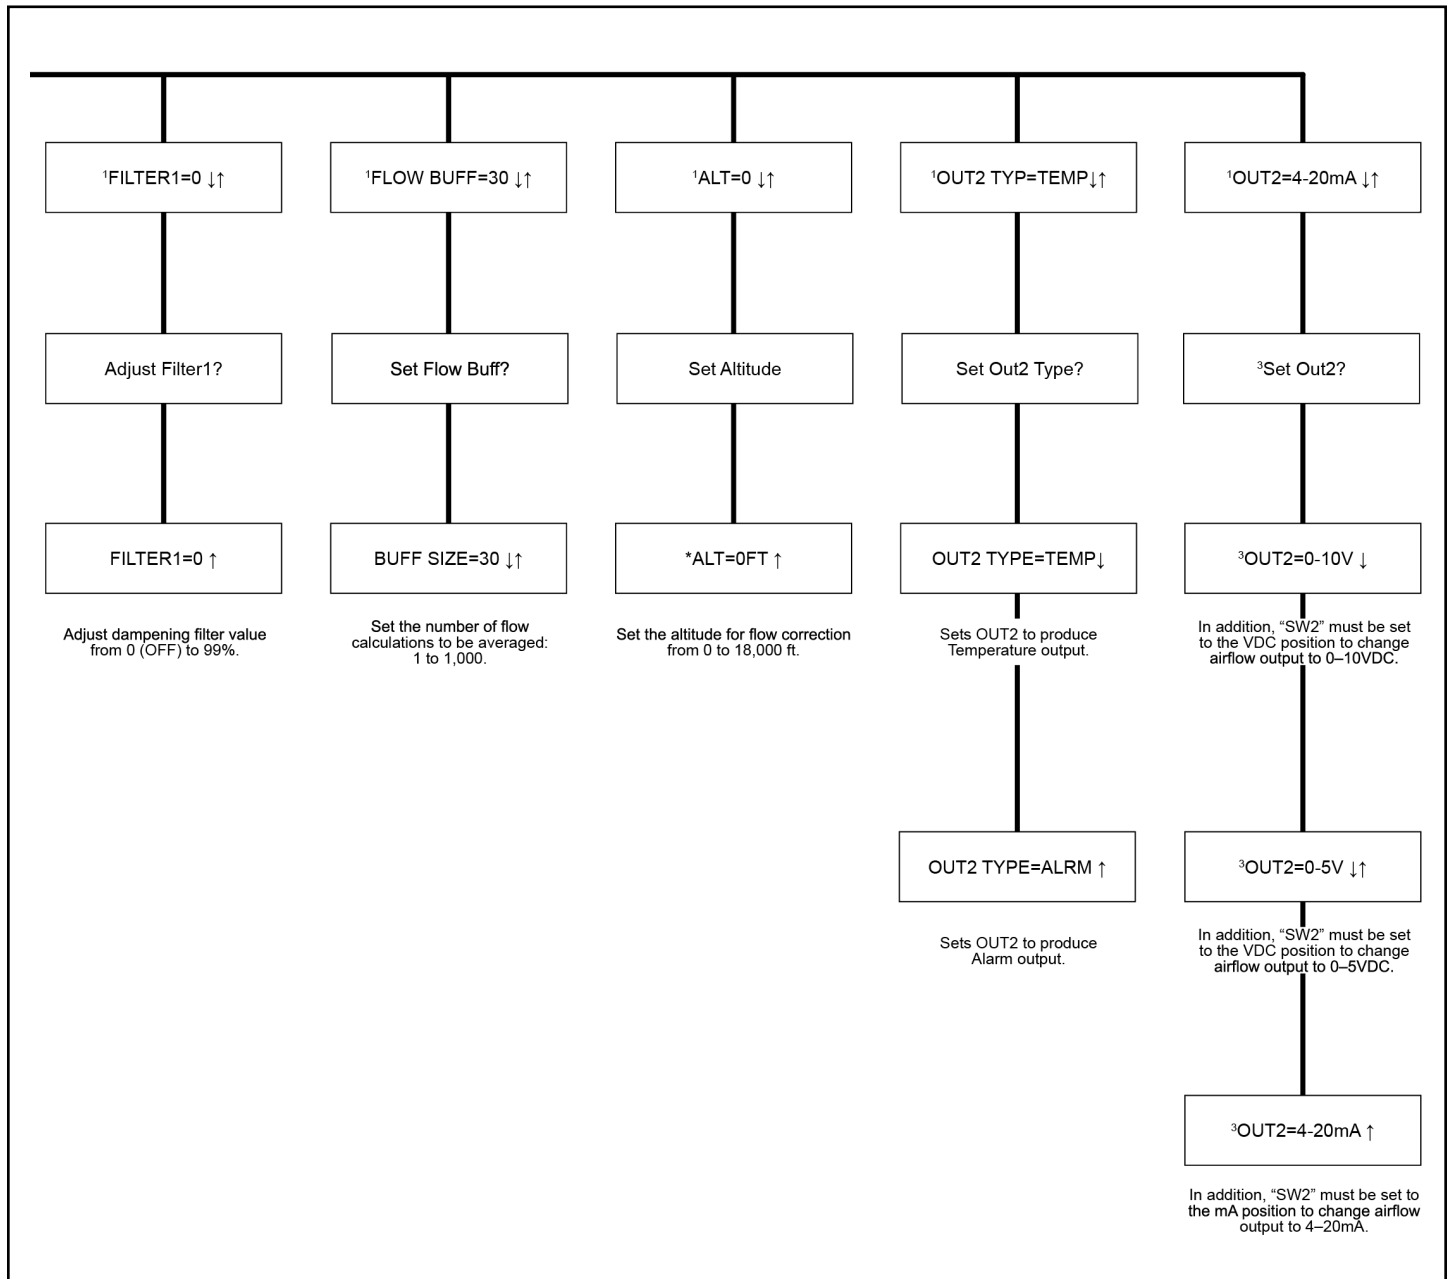 ¹FILTER1=0 ↓↑
¹FLOW BUFF=30 ↓↑
¹ALT=0 ↓↑
¹OUT2 TYP=TEMP↓↑
¹OUT2=4-20mA ↓↑
Adjust Filter1?
Set Flow Buff?
Set Altitude
Set Out2 Type?
³Set Out2?
FILTER1=0 ↑
BUFF SIZE=30 ↓↑
*ALT=0FT ↑
OUT2 TYPE=TEMP↓
³OUT2=0-10V ↓
Adjust dampening filter value
from 0 (OFF) to 99%.
Set the number of flow
calculations to be averaged:
1 to 1,000.
Set the altitude for flow correction
from 0 to 18,000 ft.
Sets OUT2 to produce
Temperature output.
In addition, “SW2” must be set
to the VDC position to change
airflow output to 0–10VDC.
OUT2 TYPE=ALRM ↑
³OUT2=0-5V ↓↑
Sets OUT2 to produce
Alarm output.
In addition, “SW2” must be set
to the VDC position to change
airflow output to 0–5VDC.
³OUT2=4-20mA ↑
In addition, “SW2” must be set to
the mA position to change airflow
output to 4–20mA.